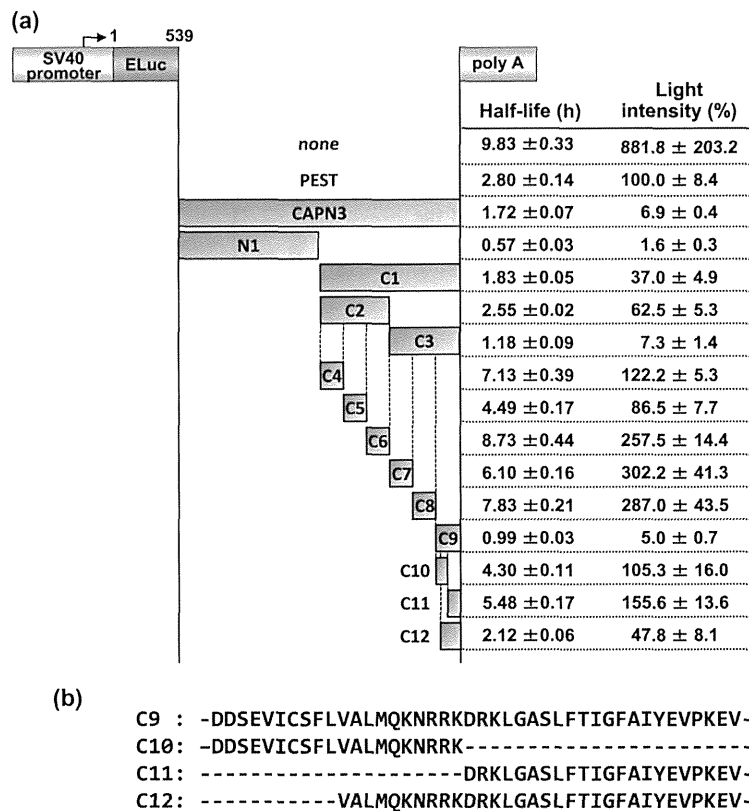 (a)
1 539
SV40 promoter ELuc poly A
Half-life (h) Light intensity (%)
none 9.83 ±0.33 881.8 ± 203.2
PEST 2.80 ±0.14 100.0 ± 8.4
CAPN3 1.72 ±0.07 6.9 ± 0.4
N1 0.57 ±0.03 1.6 ± 0.3
C1 1.83 ±0.05 37.0 ± 4.9
C2 2.55 ±0.02 62.5 ± 5.3
C3 1.18 ±0.09 7.3 ± 1.4
C4 7.13 ±0.39 122.2 ± 5.3
C5 4.49 ±0.17 86.5 ± 7.7
C6 8.73 ±0.44 257.5 ± 14.4
C7 6.10 ±0.16 302.2 ± 41.3
C8 7.83 ±0.21 287.0 ± 43.5
C9 0.99 ±0.03 5.0 ± 0.7
C10 4.30 ±0.11 105.3 ± 16.0
C11 5.48 ±0.17 155.6 ± 13.6
C12 2.12 ±0.06 47.8 ± 8.1
(b)
C9 : -DDSEVICSFLVALMQKNRRKDRKLGASLFTIGFAIYEVPKEV-
C10: -DDSEVICSFLVALMQKNRRK----------------------
C11: ---------------------DRKLGASLFTIGFAIYEVPKEV-
C12: -----------VALMQKNRRKDRKLGASLFTIGFAIYEVPKEV-